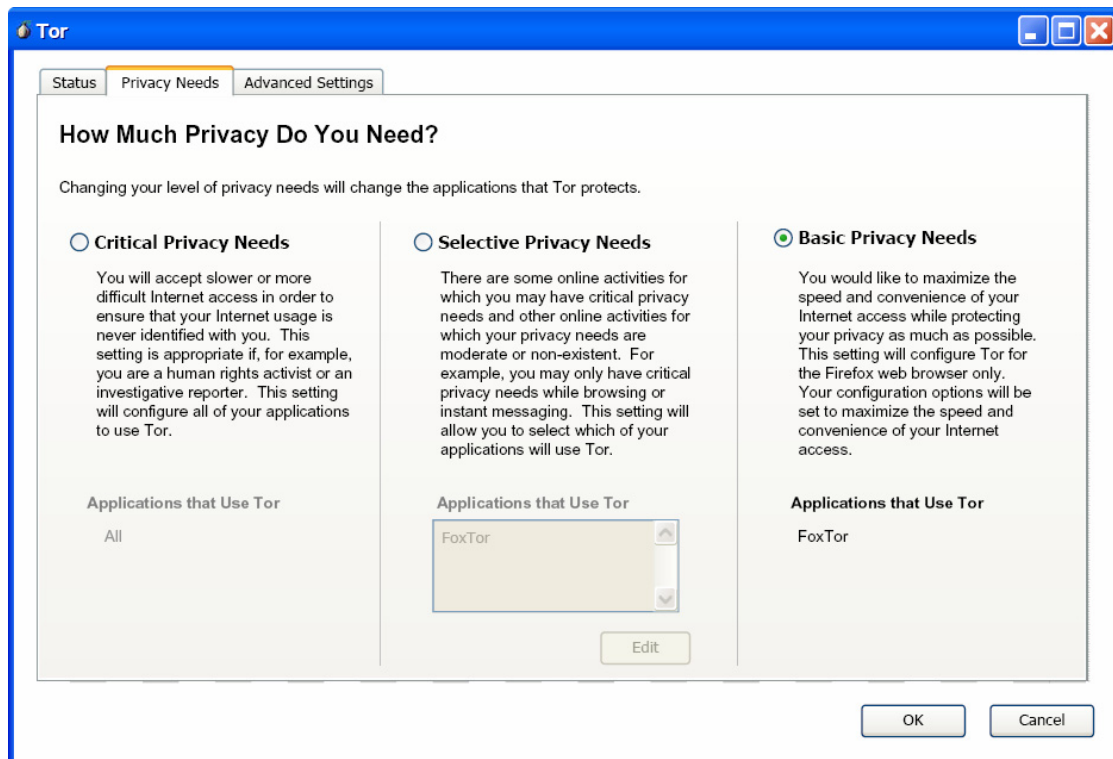 Tor
Status Privacy Needs Advanced Settings
How Much Privacy Do You Need?
Changing your level of privacy needs will change the applications that Tor protects.
Critical Privacy Needs
You will accept slower or more
difficult Internet access in order to
ensure that your Internet usage is
never identified with you. This
setting is appropriate if, for example,
you are a human rights activist or an
investigative reporter. This setting
will configure all of your applications
to use Tor.
Applications that Use Tor
All
Selective Privacy Needs
There are some online activities for
which you may have critical privacy
needs and other online activities for
which your privacy needs are
moderate or non-existent. For
example, you may only have critical
privacy needs while browsing or
instant messaging. This setting will
allow you to select which of your
applications will use Tor.
Applications that Use Tor
FoxTor
Edit
Basic Privacy Needs
You would like to maximize the
speed and convenience of your
Internet access while protecting
your privacy as much as possible.
This setting will configure Tor for
the Firefox web browser only.
Your configuration options will be
set to maximize the speed and
convenience of your Internet
access.
Applications that Use Tor
FoxTor
OK Cancel